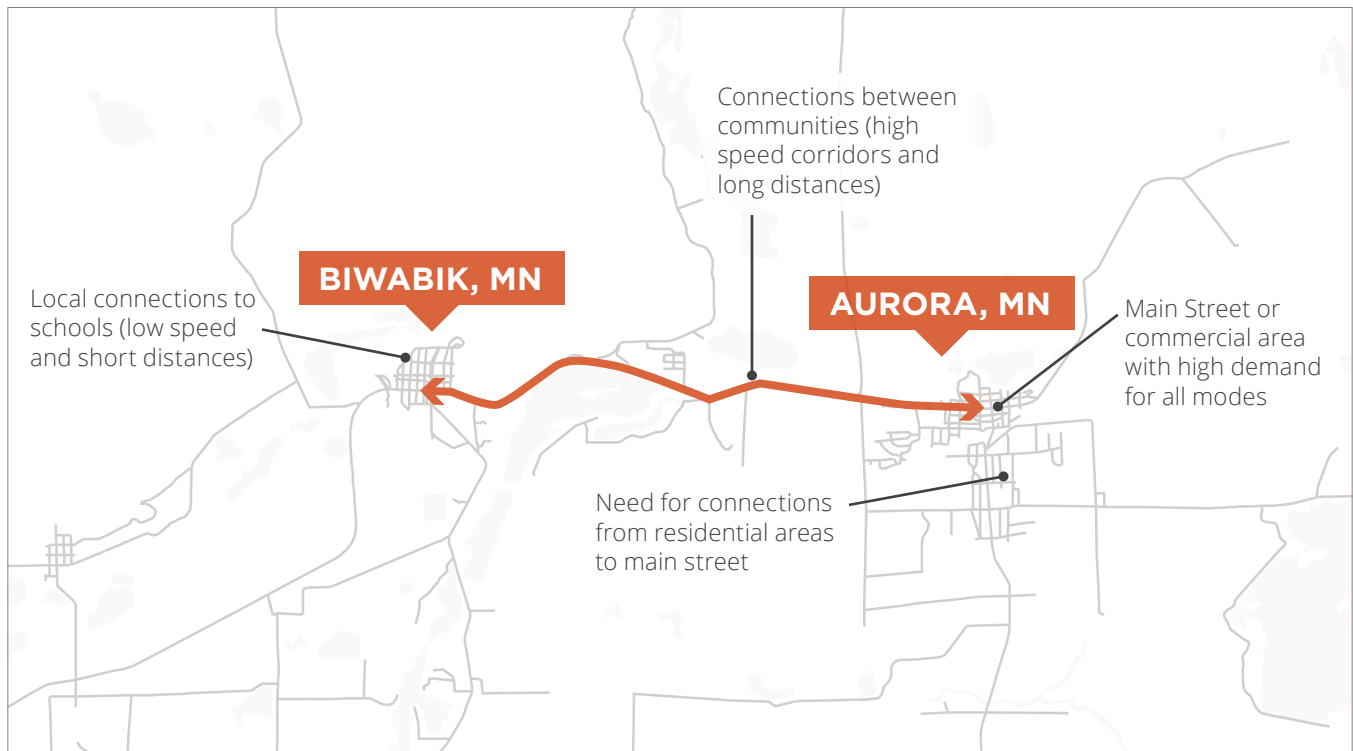 Connections between
communities (high
speed corridors and
long distances)
BIWABIK, MN
AURORA, MN
Local connections to
schools (low speed
and short distances)
Main Street or
commercial area
with high demand
for all modes
Need for connections
from residential areas
to main street